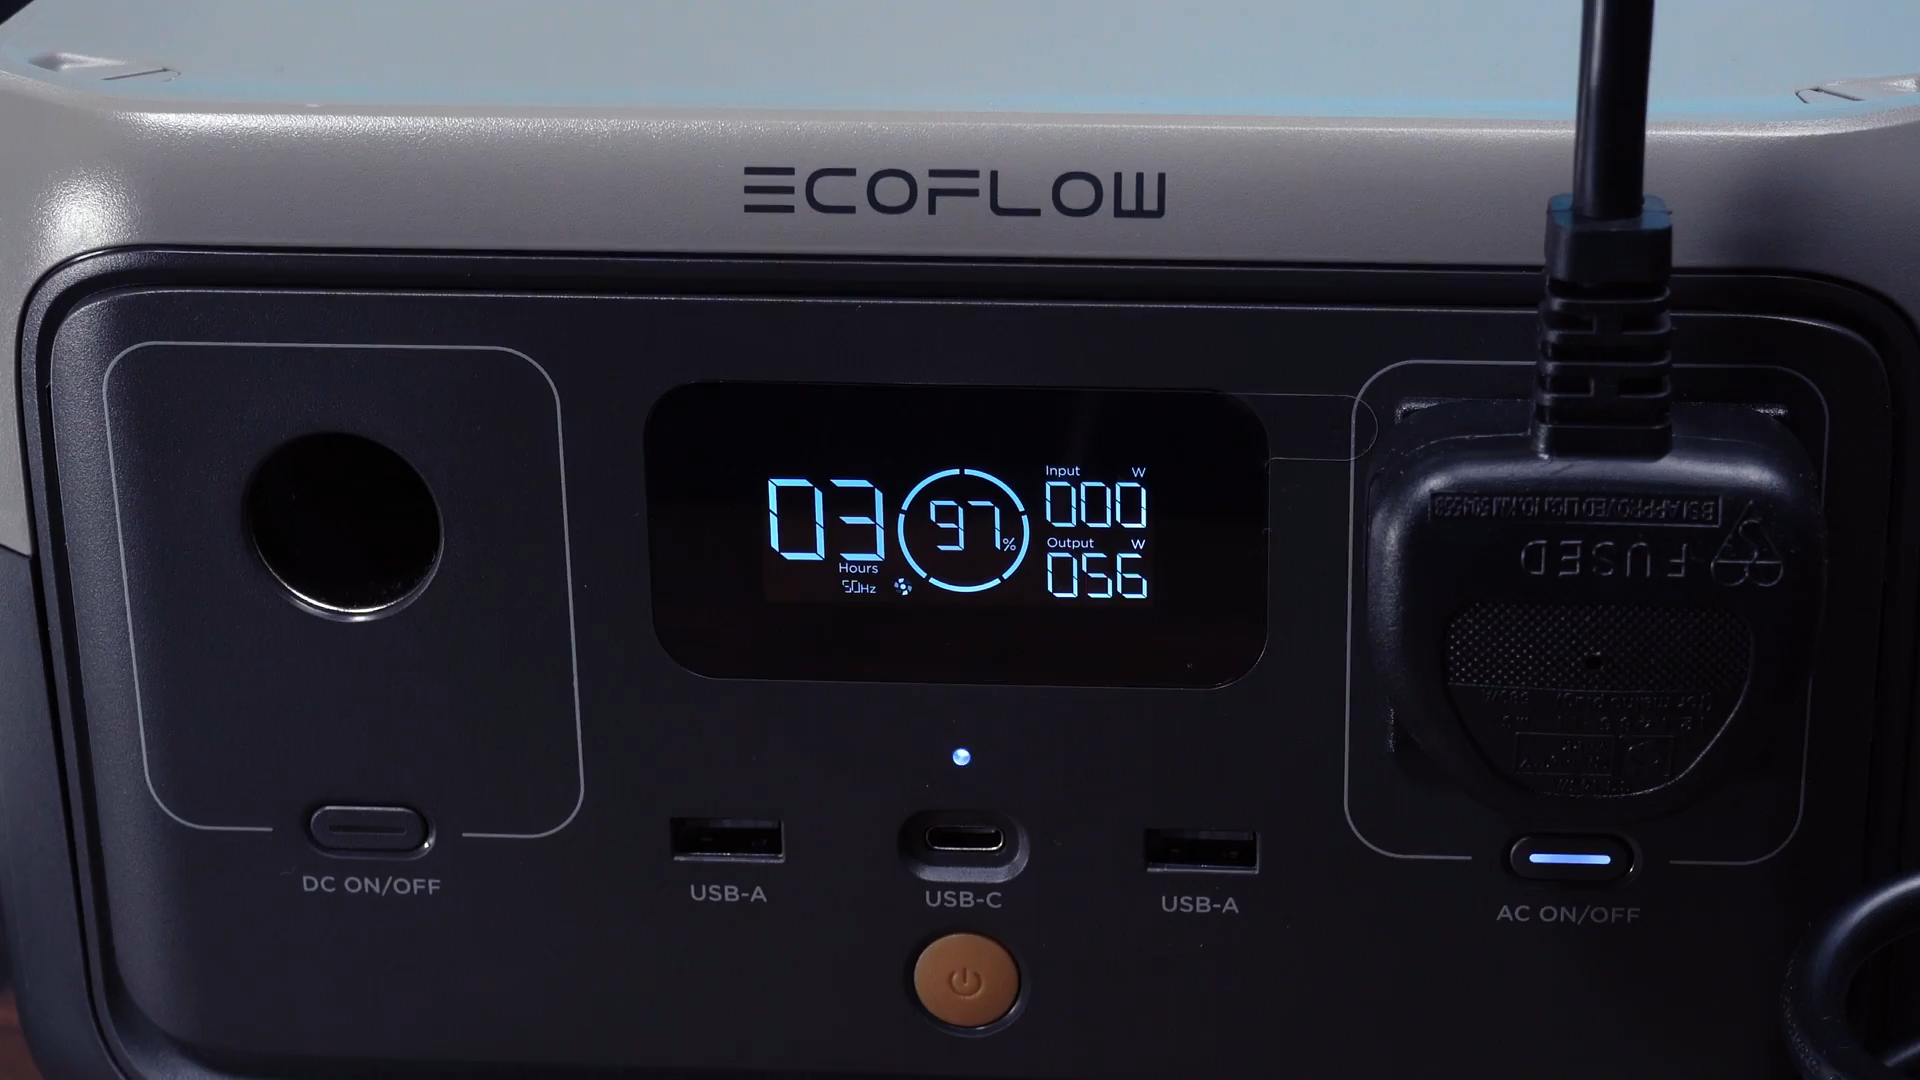 ECOFLOW
03
Hours
50Hz
97%
Input W
000
Output W
056
FUSED
DC ON/OFF
USB-A
USB-C
USB-A
AC ON/OFF